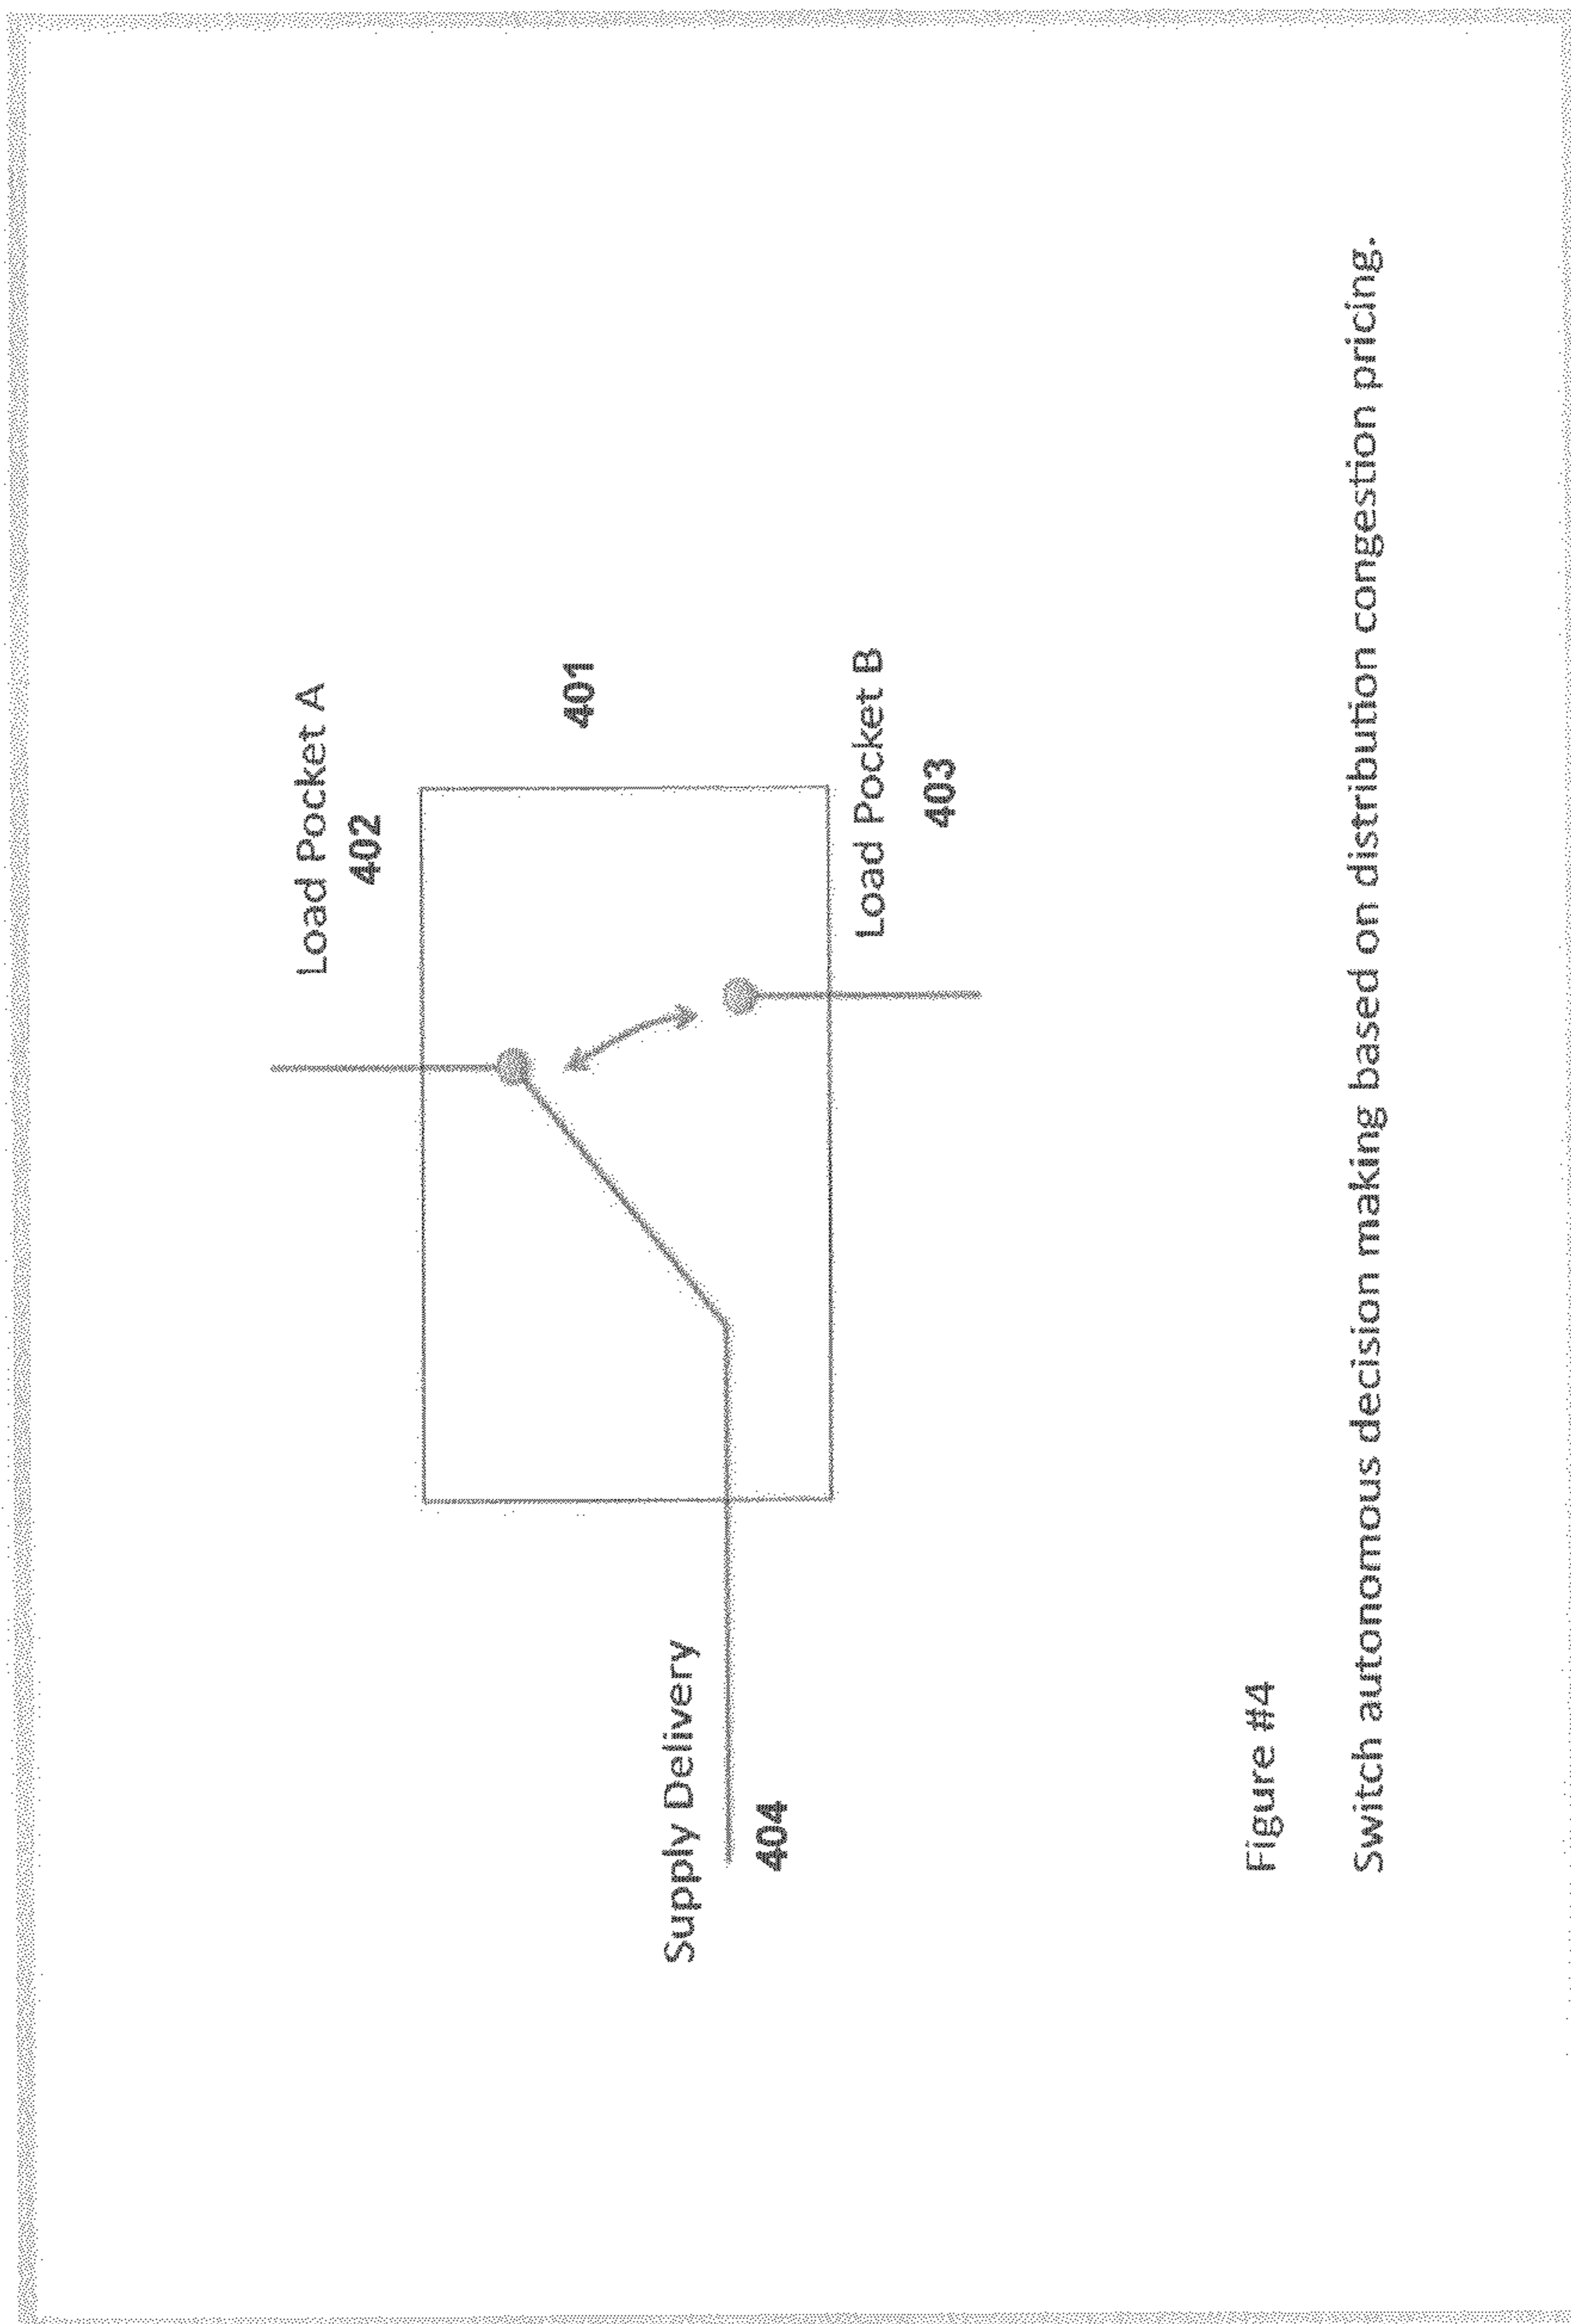 Load Pocket A
402
401
Supply Delivery
404
Load Pocket B
403
Figure #4
Switch autonomous decision making based on distribution congestion pricing.